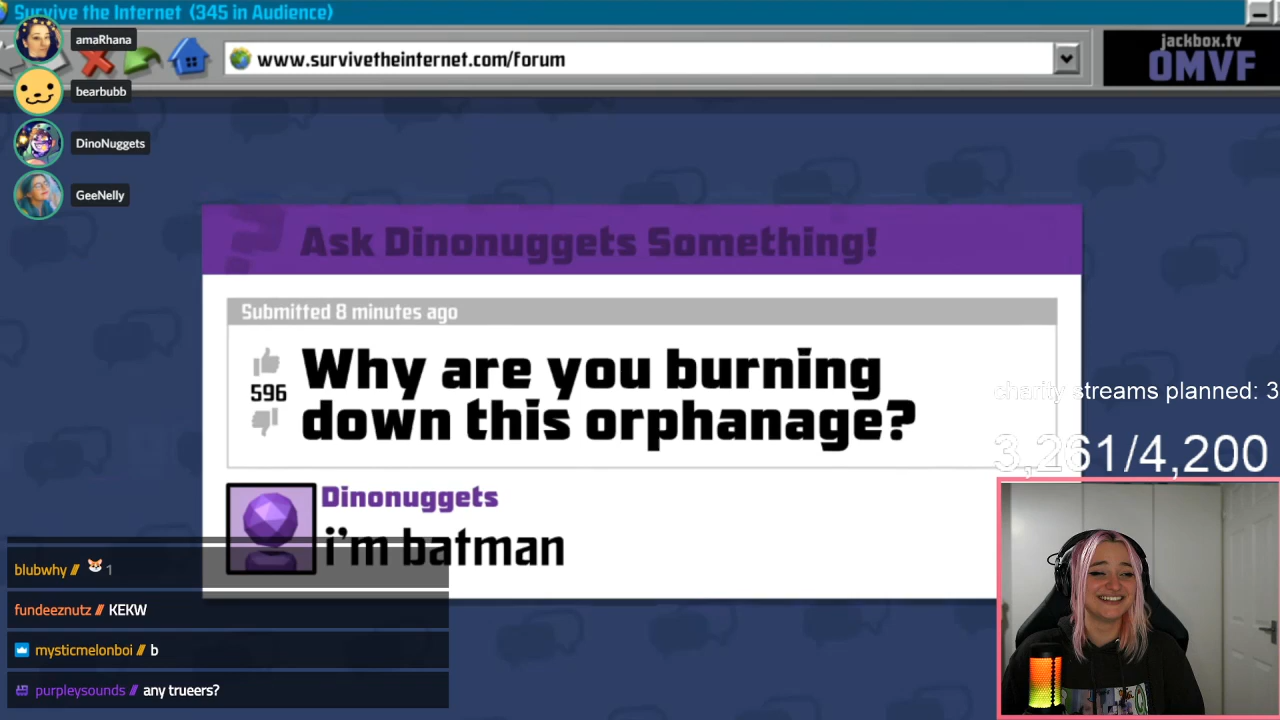 Survive the Internet (345 in Audience)
amaRhana
www.survivetheinternet.com/forum
jackbox.tv
OMVF
bearbubb
DinoNuggets
GeeNelly
Ask Dinonuggets Something!
Submitted 8 minutes ago
596
Why are you burning
down this orphanage?
charity streams planned: 3
3,261/4,200
Dinonuggets
i'm batman
blubwhy // 1
fundeeznutz // KEKW
mysticmelonboi // b
purpleysounds // any trueers?